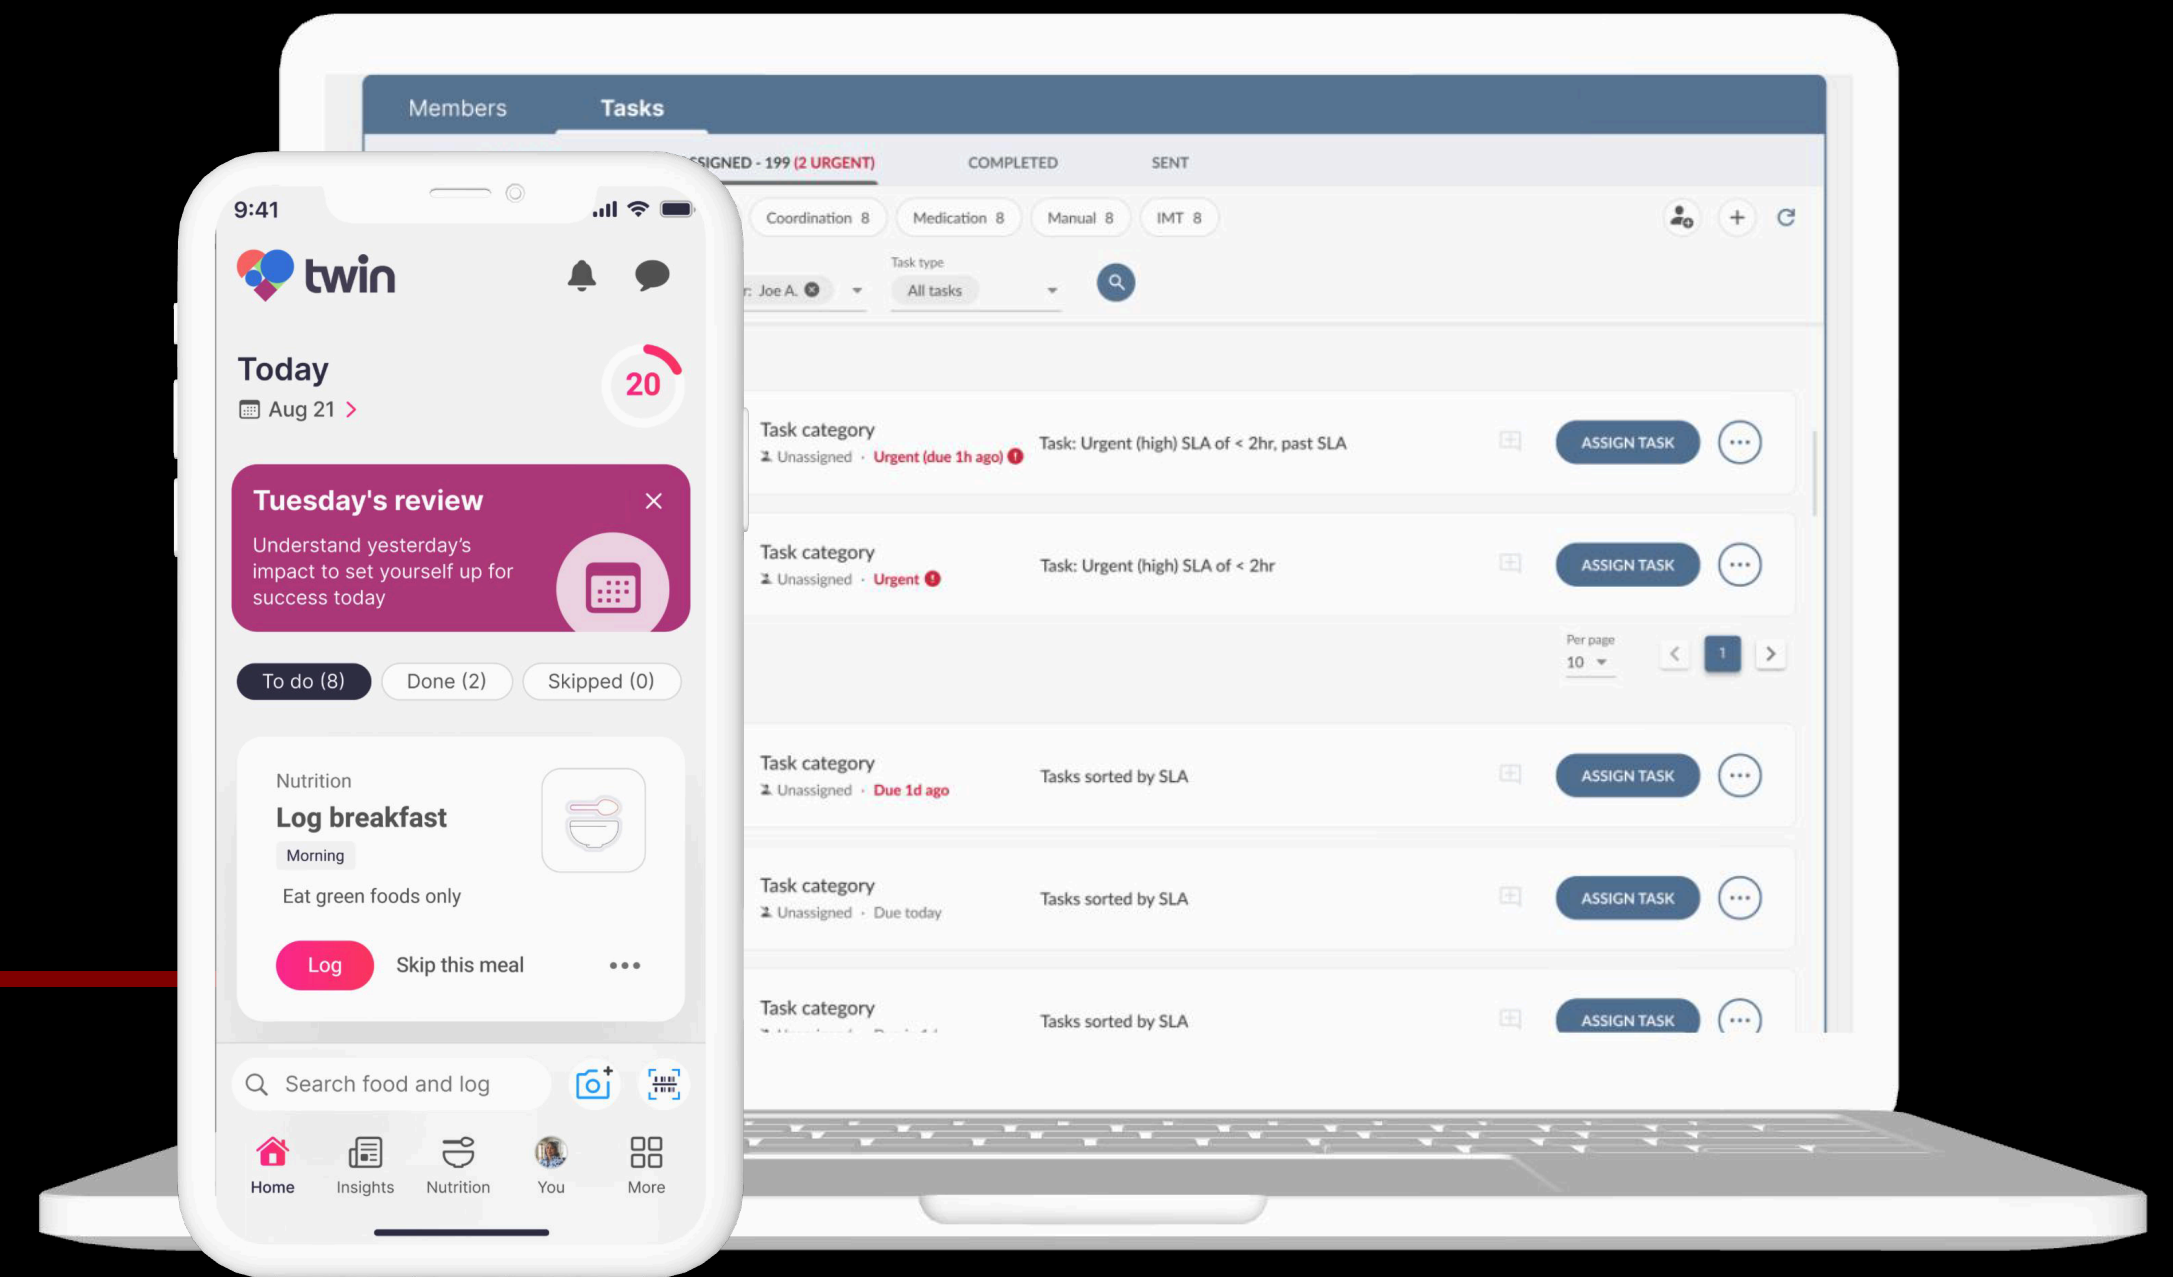 Members
Tasks
SSIGNED - 199 (2 URGENT)
COMPLETED
SENT
Coordination 8
Medication 8
Manual 8
IMT 8
r: Joe A.
Task type
All tasks
Task category
Unassigned · Urgent (due 1h ago)
Task: Urgent (high) SLA of < 2hr, past SLA
ASSIGN TASK
Task category
Unassigned · Urgent
Task: Urgent (high) SLA of < 2hr
ASSIGN TASK
Per page
10
1
Task category
Unassigned · Due 1d ago
Tasks sorted by SLA
ASSIGN TASK
Task category
Unassigned · Due today
Tasks sorted by SLA
ASSIGN TASK
Task category
Tasks sorted by SLA
ASSIGN TASK
9:41
twin
Today
20
Aug 21
Tuesday's review
Understand yesterday's
impact to set yourself up for
success today
To do (8)
Done (2)
Skipped (0)
Nutrition
Log breakfast
Morning
Eat green foods only
Log
Skip this meal
Search food and log
Home
Insights
Nutrition
You
More